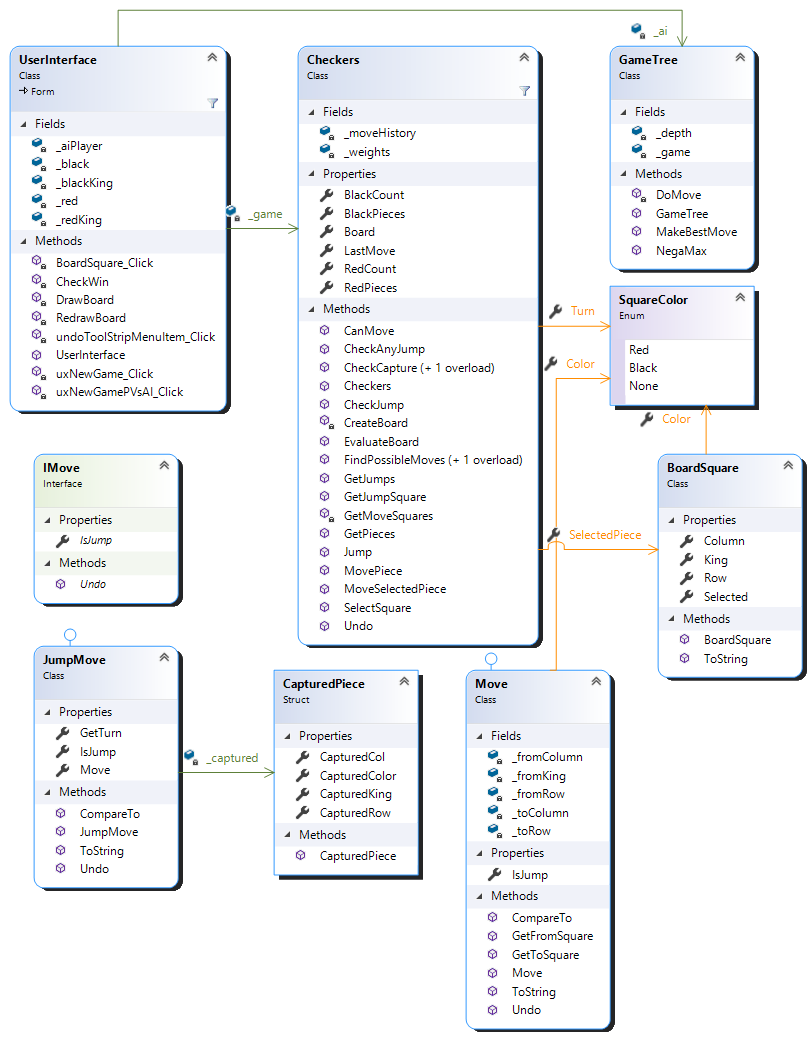 _ai
UserInterface
Class
Form
Fields
_aiPlayer
_black
_blackKing
_red
_redKing
Methods
BoardSquare_Click
CheckWin
DrawBoard
RedrawBoard
undoToolStripMenuItem_Click
UserInterface
uxNewGame_Click
uxNewGamePVsAI_Click
_game
Checkers
Class
Fields
_moveHistory
_weights
Properties
BlackCount
BlackPieces
Board
LastMove
RedCount
RedPieces
Methods
CanMove
CheckAnyJump
CheckCapture (+ 1 overload)
Checkers
CheckJump
CreateBoard
EvaluateBoard
FindPossibleMoves (+ 1 overload)
GetJumps
GetJumpSquare
GetMoveSquares
GetPieces
Jump
MovePiece
MoveSelectedPiece
SelectSquare
Undo
GameTree
Class
Fields
_depth
_game
Methods
DoMove
GameTree
MakeBestMove
NegaMax
Turn
Color
SquareColor
Enum
Red
Black
None
Color
SelectedPiece
BoardSquare
Class
Properties
Column
King
Row
Selected
Methods
BoardSquare
ToString
IMove
Interface
Properties
IsJump
Methods
Undo
JumpMove
Class
Properties
GetTurn
IsJump
Move
Methods
CompareTo
JumpMove
ToString
Undo
_captured
CapturedPiece
Struct
Properties
CapturedCol
CapturedColor
CapturedKing
CapturedRow
Methods
CapturedPiece
Move
Class
Fields
_fromColumn
_fromKing
_fromRow
_toColumn
_toRow
Properties
IsJump
Methods
CompareTo
GetFromSquare
GetToSquare
Move
ToString
Undo